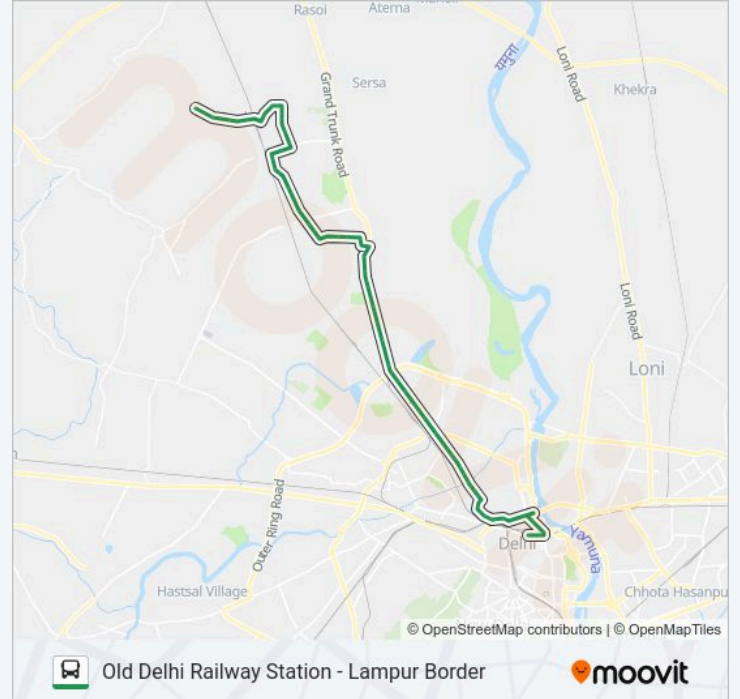 Rasoi
Aterna
यमुना
Loni Road
Grand Trunk Road
Sersa
Khekra
Loni Road
Loni
Outer Ring Road
Delhi
Yamuna
Hastsal Village
Chhota Hasanpu
© OpenStreetMap contributors | © OpenMapTiles
Old Delhi Railway Station - Lampur Border
moovit